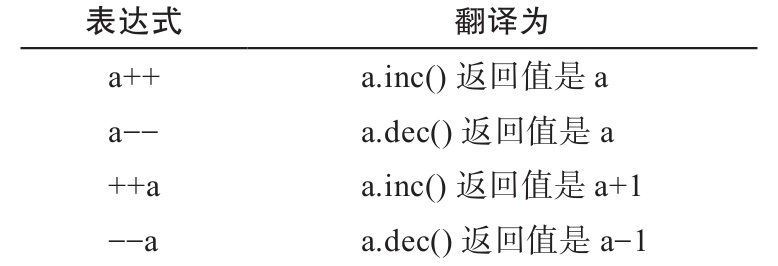 表达式 翻译为
a++ a.inc() 返回值是 a
a−− a.dec() 返回值是 a
++a a.inc() 返回值是 a+1
−−a a.dec() 返回值是 a−1